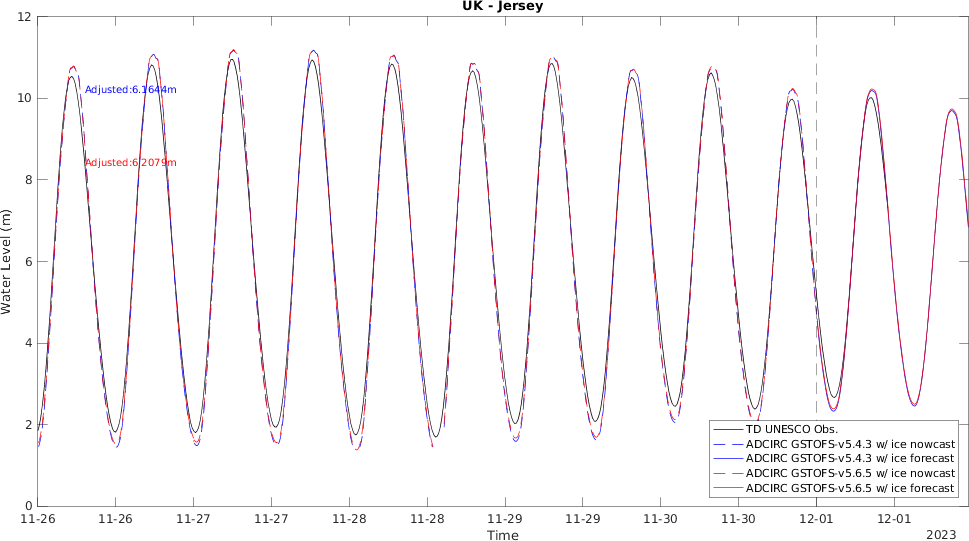 UK - Jersey
12
10
8
6
4
2
0
Water Level (m)
Adjusted:6.1644m
Adjusted:6.2079m
TD UNESCO Obs.
ADCIRC GSTOFS-v5.4.3 w/ ice nowcast
ADCIRC GSTOFS-v5.4.3 w/ ice forecast
ADCIRC GSTOFS-v5.6.5 w/ ice nowcast
ADCIRC GSTOFS-v5.6.5 w/ ice forecast
11-26 11-26 11-27 11-27 11-28 11-28 11-29 11-29 11-30 11-30 12-01 12-01
Time
2023